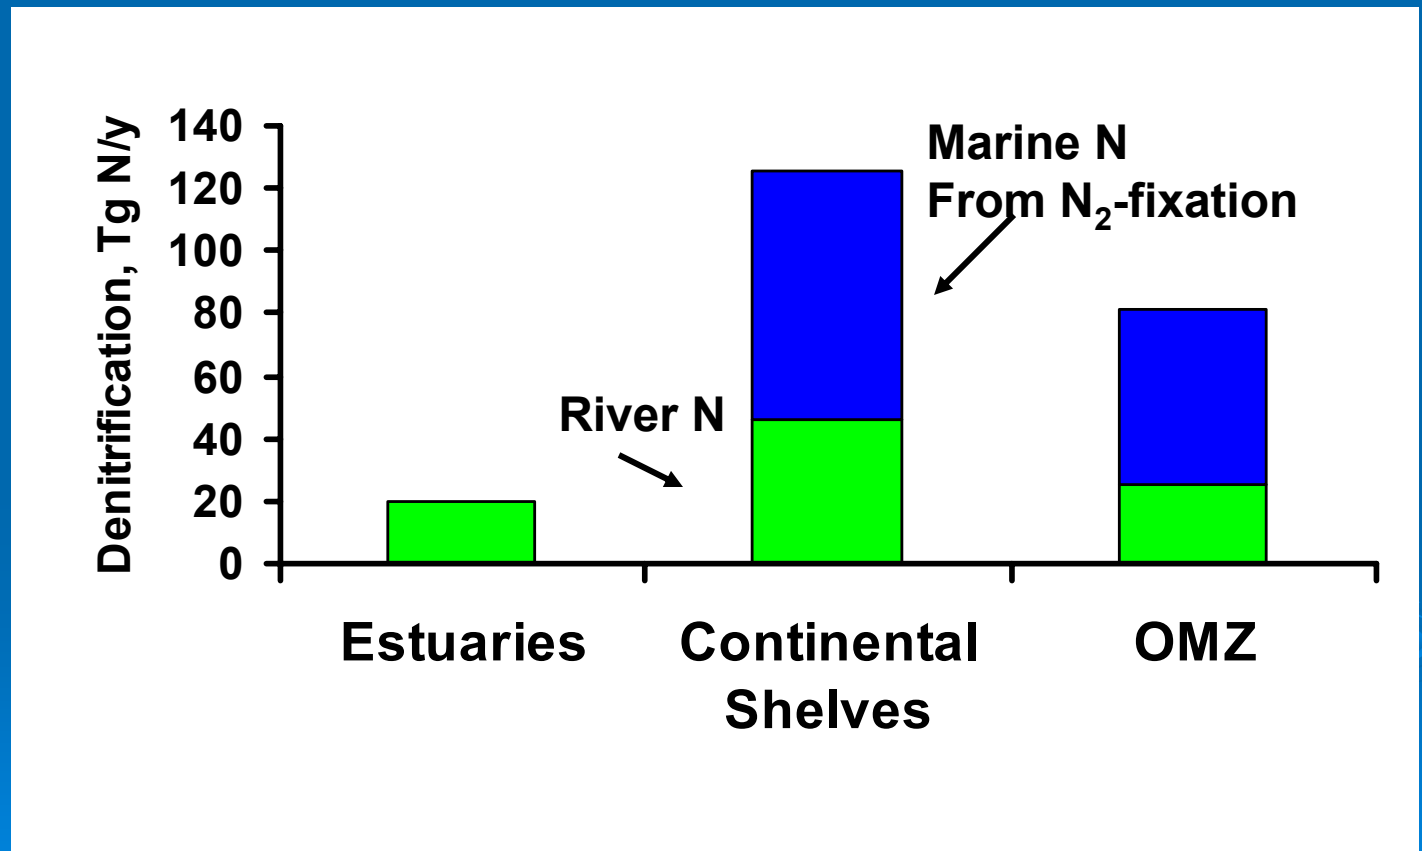 Denitrification, Tg N/y
140
120
100
80
60
40
20
0
Marine N
From N₂-fixation
River N
Estuaries
Continental
Shelves
OMZ